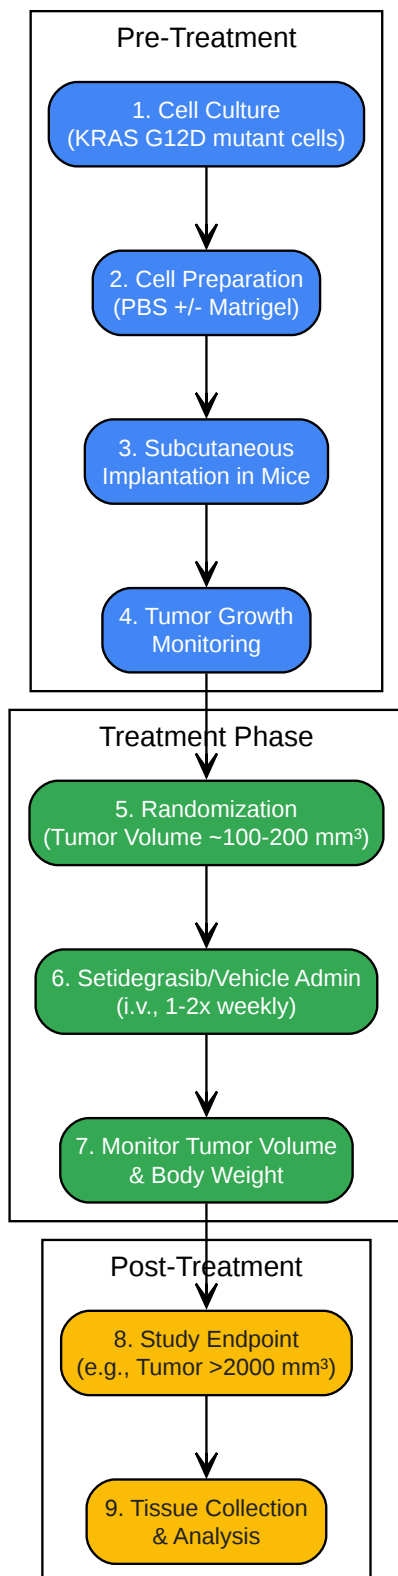 Pre-Treatment
1. Cell Culture
(KRAS G12D mutant cells)
2. Cell Preparation
(PBS +/- Matrigel)
3. Subcutaneous
Implantation in Mice
4. Tumor Growth
Monitoring
Treatment Phase
5. Randomization
(Tumor Volume ~100-200 mm³)
6. Setidegrasib/Vehicle Admin
(i.v., 1-2x weekly)
7. Monitor Tumor Volume
& Body Weight
Post-Treatment
8. Study Endpoint
(e.g., Tumor >2000 mm³)
9. Tissue Collection
& Analysis